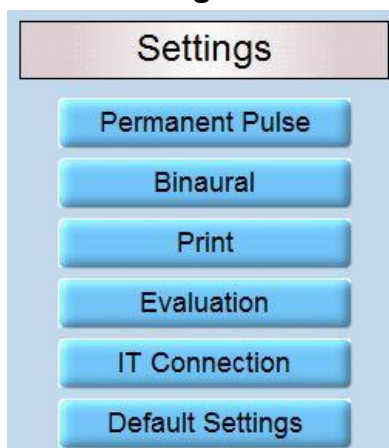 Settings
Permanent Pulse
Binaural
Print
Evaluation
IT Connection
Default Settings